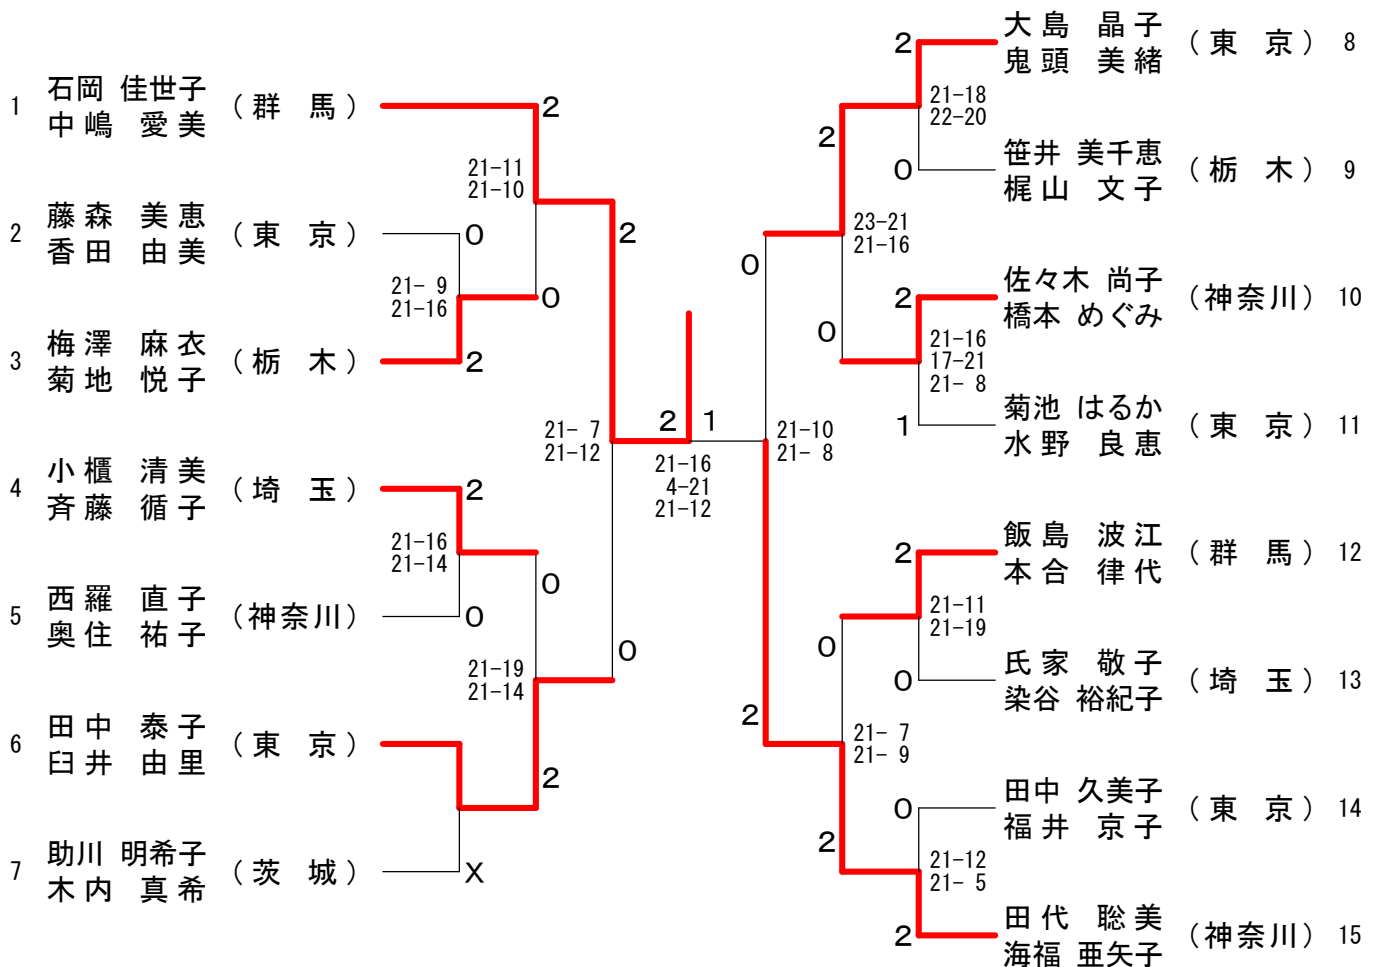 1 石岡 佳世子 (群 馬)
中嶋 愛美
2
21-11
21-10
2 藤森 美恵 (東 京)
香田 由美
0
2
21- 9
21-16
0
3 梅澤 麻衣 (栃 木)
菊地 悦子
2
21- 7
21-12
2 1
21-16
4-21
21-12
4 小櫃 清美 (埼 玉)
斉藤 循子
2
21-16
21-14
0
5 西羅 直子 (神奈川)
奥住 祐子
0
0
21-19
21-14
6 田中 泰子 (東 京)
臼井 由里
2
7 助川 明希子 (茨 城)
木内 真希
X
2 大島 晶子 (東 京) 8
鬼頭 美緒
21-18
22-20
2
0 笹井 美千恵 (栃 木) 9
梶山 文子
23-21
21-16
0
2 佐々木 尚子 (神奈川) 10
橋本 めぐみ
0
21-16
17-21
21- 8
1 菊池 はるか (東 京) 11
水野 良恵
21-10
21- 8
2 飯島 波江 (群 馬) 12
本合 律代
21-11
21-19
0
0 氏家 敬子 (埼 玉) 13
染谷 裕紀子
2
21- 7
21- 9
0 田中 久美子 (東 京) 14
福井 京子
2
21-12
21- 5
2 田代 聡美 (神奈川) 15
海福 亜矢子